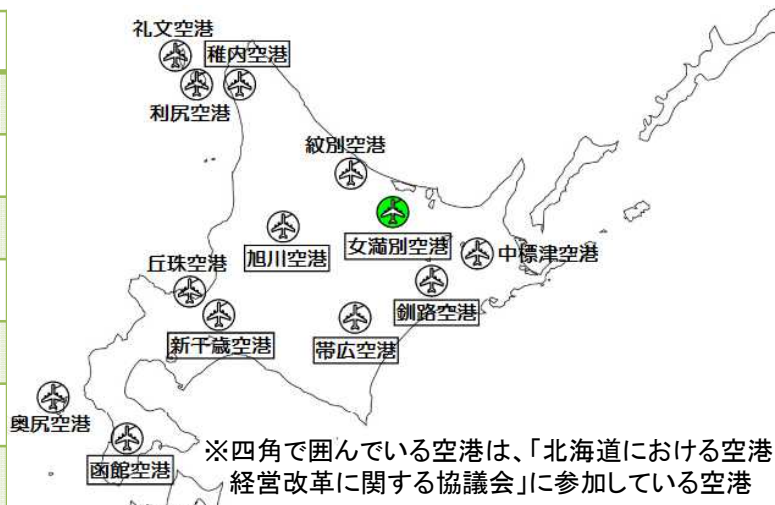 礼文空港
稚内空港
利尻空港
紋別空港
女満別空港
旭川空港
中標津空港
丘珠空港
釧路空港
新千歳空港
帯広空港
奥尻空港
函館空港
※四角で囲んでいる空港は、「北海道における空港
経営改革に関する協議会」に参加している空港